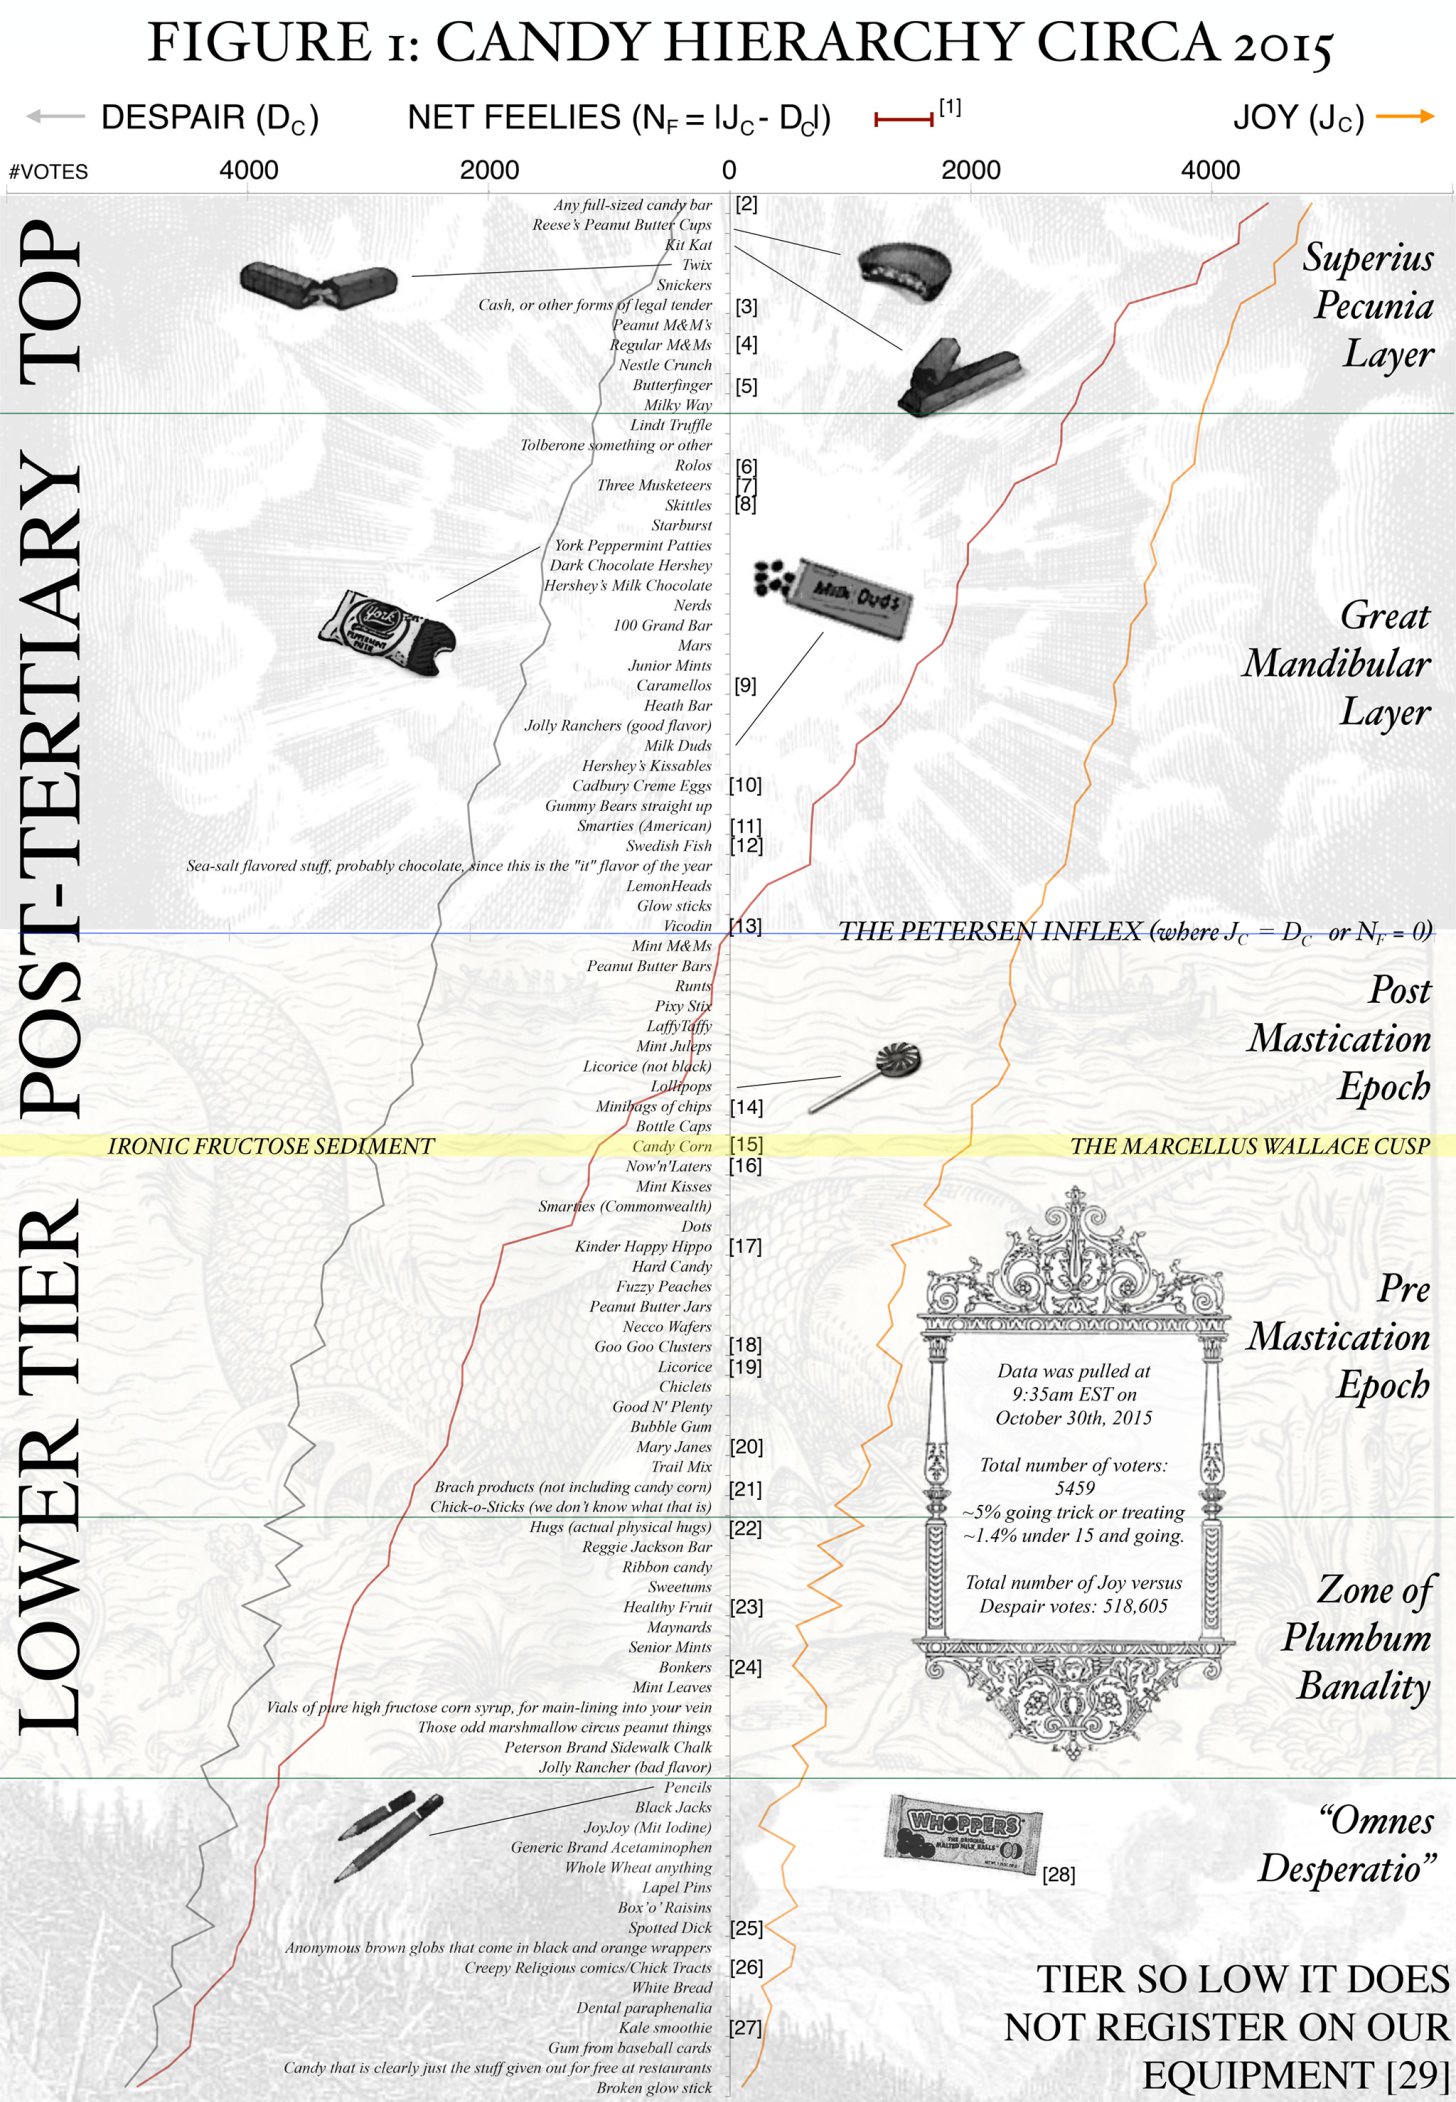 FIGURE 1: CANDY HIERARCHY CIRCA 2015
DESPAIR (DC) NET FEELIES (NF = |JC - DC|) [1] JOY (JC)
#VOTES 4000 2000 0 2000 4000
TOP
POST-TERTIARY
LOWER TIER
Any full-sized candy bar [2]
Reese's Peanut Butter Cups
Kit Kat
Twix
Snickers
Cash, or other forms of legal tender [3]
Peanut M&M's
Regular M&Ms [4]
Nestle Crunch
Butterfinger [5]
Milky Way
Superius
Pecunia
Layer
Lindt Truffle
Tolberone something or other
Rolos [6]
Three Musketeers [7]
Skittles [8]
Starburst
York Peppermint Patties
Dark Chocolate Hershey
Hershey's Milk Chocolate
Nerds
100 Grand Bar
Mars
Junior Mints
Caramellos [9]
Heath Bar
Jolly Ranchers (good flavor)
Milk Duds
Hershey's Kissables
Cadbury Creme Eggs [10]
Gummy Bears straight up
Smarties (American) [11]
Swedish Fish [12]
Sea-salt flavored stuff, probably chocolate, since this is the "it" flavor of the year
LemonHeads
Glow sticks
Vicodin [13]
York
PEPPERMINT
Milk Duds
Great
Mandibular
Layer
THE PETERSEN INFLEX (where JC = DC or NF = 0)
Mint M&Ms
Peanut Butter Bars
Runts
Pixy Stix
LaffyTaffy
Mint Juleps
Licorice (not black)
Lollipops
Minibags of chips [14]
Bottle Caps
Post
Mastication
Epoch
IRONIC FRUCTOSE SEDIMENT Candy Corn [15] THE MARCELLUS WALLACE CUSP
Now'n'Laters [16]
Mint Kisses
Smarties (Commonwealth)
Dots
Kinder Happy Hippo [17]
Hard Candy
Fuzzy Peaches
Peanut Butter Jars
Necco Wafers
Goo Goo Clusters [18]
Licorice [19]
Chiclets
Good N' Plenty
Bubble Gum
Mary Janes [20]
Trail Mix
Brach products (not including candy corn) [21]
Chick-o-Sticks (we don't know what that is)
Pre
Mastication
Epoch
Data was pulled at
9:35am EST on
October 30th, 2015
Total number of voters:
5459
~5% going trick or treating
~1.4% under 15 and going.
Total number of Joy versus
Despair votes: 518,605
Hugs (actual physical hugs) [22]
Reggie Jackson Bar
Ribbon candy
Sweetums
Healthy Fruit [23]
Maynards
Senior Mints
Bonkers [24]
Mint Leaves
Vials of pure high fructose corn syrup, for main-lining into your vein
Those odd marshmallow circus peanut things
Peterson Brand Sidewalk Chalk
Jolly Rancher (bad flavor)
Zone of
Plumbum
Banality
Pencils
Black Jacks
JoyJoy (Mit Iodine)
Generic Brand Acetaminophen
Whole Wheat anything
Lapel Pins
Box'o'Raisins
Spotted Dick [25]
Anonymous brown globs that come in black and orange wrappers
Creepy Religious comics/Chick Tracts [26]
White Bread
Dental paraphenalia
Kale smoothie [27]
Gum from baseball cards
Candy that is clearly just the stuff given out for free at restaurants
Broken glow stick
WHOPPERS
THE ORIGINAL
MALTED MILK BALLS
[28]
“Omnes
Desperatio”
TIER SO LOW IT DOES
NOT REGISTER ON OUR
EQUIPMENT [29]